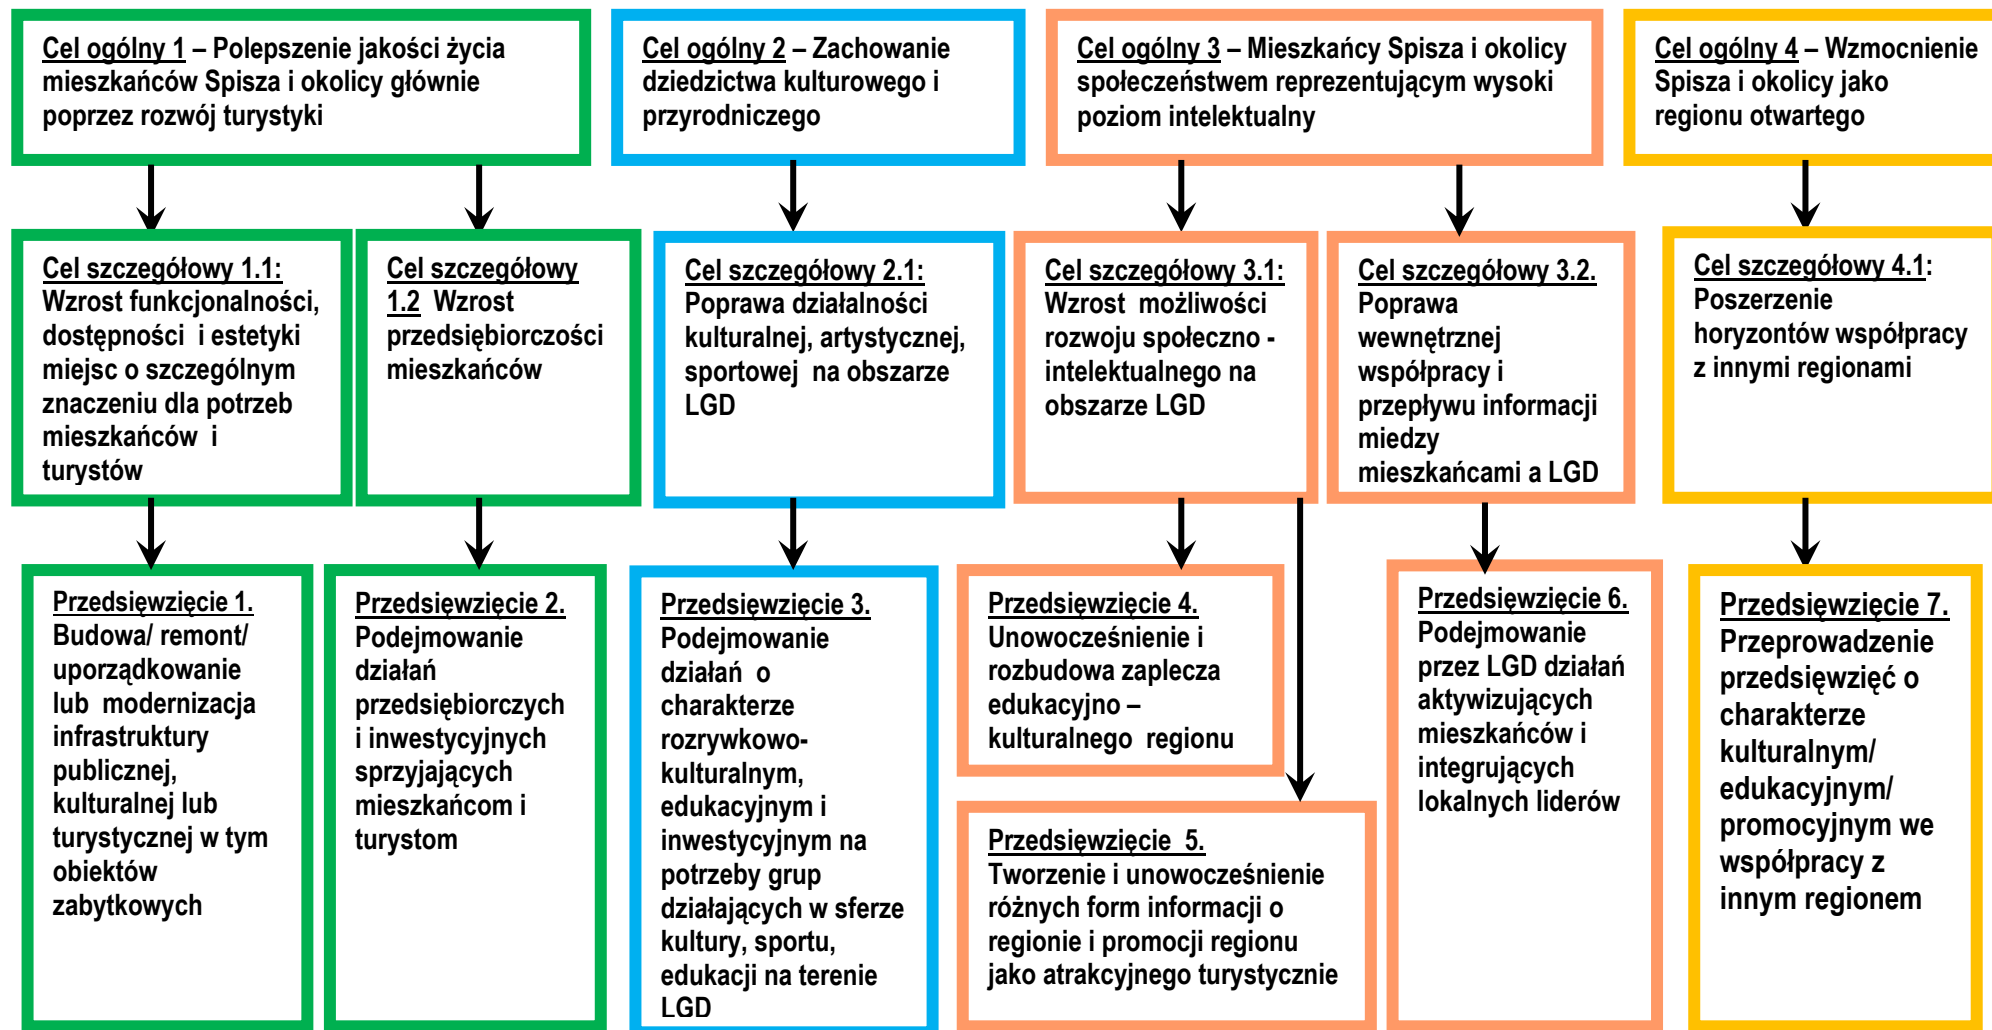 Cel ogólny 1 – Polepszenie jakości życia
mieszkańców Spisza i okolicy głównie
poprzez rozwój turystyki
Cel ogólny 2 – Zachowanie
dziedzictwa kulturowego i
przyrodniczego
Cel ogólny 3 – Mieszkańcy Spisza i okolicy
społeczeństwem reprezentującym wysoki
poziom intelektualny
Cel ogólny 4 – Wzmocnienie
Spisza i okolicy jako
regionu otwartego
Cel szczegółowy 1.1:
Wzrost funkcjonalności,
dostępności i estetyki
miejsc o szczególnym
znaczeniu dla potrzeb
mieszkańców i
turystów
Cel szczegółowy
1.2 Wzrost
przedsiębiorczości
mieszkańców
Cel szczegółowy 2.1:
Poprawa działalności
kulturalnej, artystycznej,
sportowej na obszarze
LGD
Cel szczegółowy 3.1:
Wzrost możliwości
rozwoju społeczno -
intelektualnego na
obszarze LGD
Cel szczegółowy 3.2.
Poprawa
wewnętrznej
współpracy i
przepływu informacji
miedzy
mieszkańcami a LGD
Cel szczegółowy 4.1:
Poszerzenie
horyzontów współpracy
z innymi regionami
Przedsięwzięcie 1.
Budowa/ remont/
uporządkowanie
lub modernizacja
infrastruktury
publicznej,
kulturalnej lub
turystycznej w tym
obiektów
zabytkowych
Przedsięwzięcie 2.
Podejmowanie
działań
przedsiębiorczych
i inwestycyjnych
sprzyjających
mieszkańcom i
turystom
Przedsięwzięcie 3.
Podejmowanie
działań o
charakterze
rozrywkowo-
kulturalnym,
edukacyjnym i
inwestycyjnym na
potrzeby grup
działających w sferze
kultury, sportu,
edukacji na terenie
LGD
Przedsięwzięcie 4.
Unowocześnienie i
rozbudowa zaplecza
edukacyjno –
kulturalnego regionu
Przedsięwzięcie 5.
Tworzenie i unowocześnienie
różnych form informacji o
regionie i promocji regionu
jako atrakcyjnego turystycznie
Przedsięwzięcie 6.
Podejmowanie
przez LGD działań
aktywizujących
mieszkańców i
integrujących
lokalnych liderów
Przedsięwzięcie 7.
Przeprowadzenie
przedsięwzięć o
charakterze
kulturalnym/
edukacyjnym/
promocyjnym we
współpracy z
innym regionem